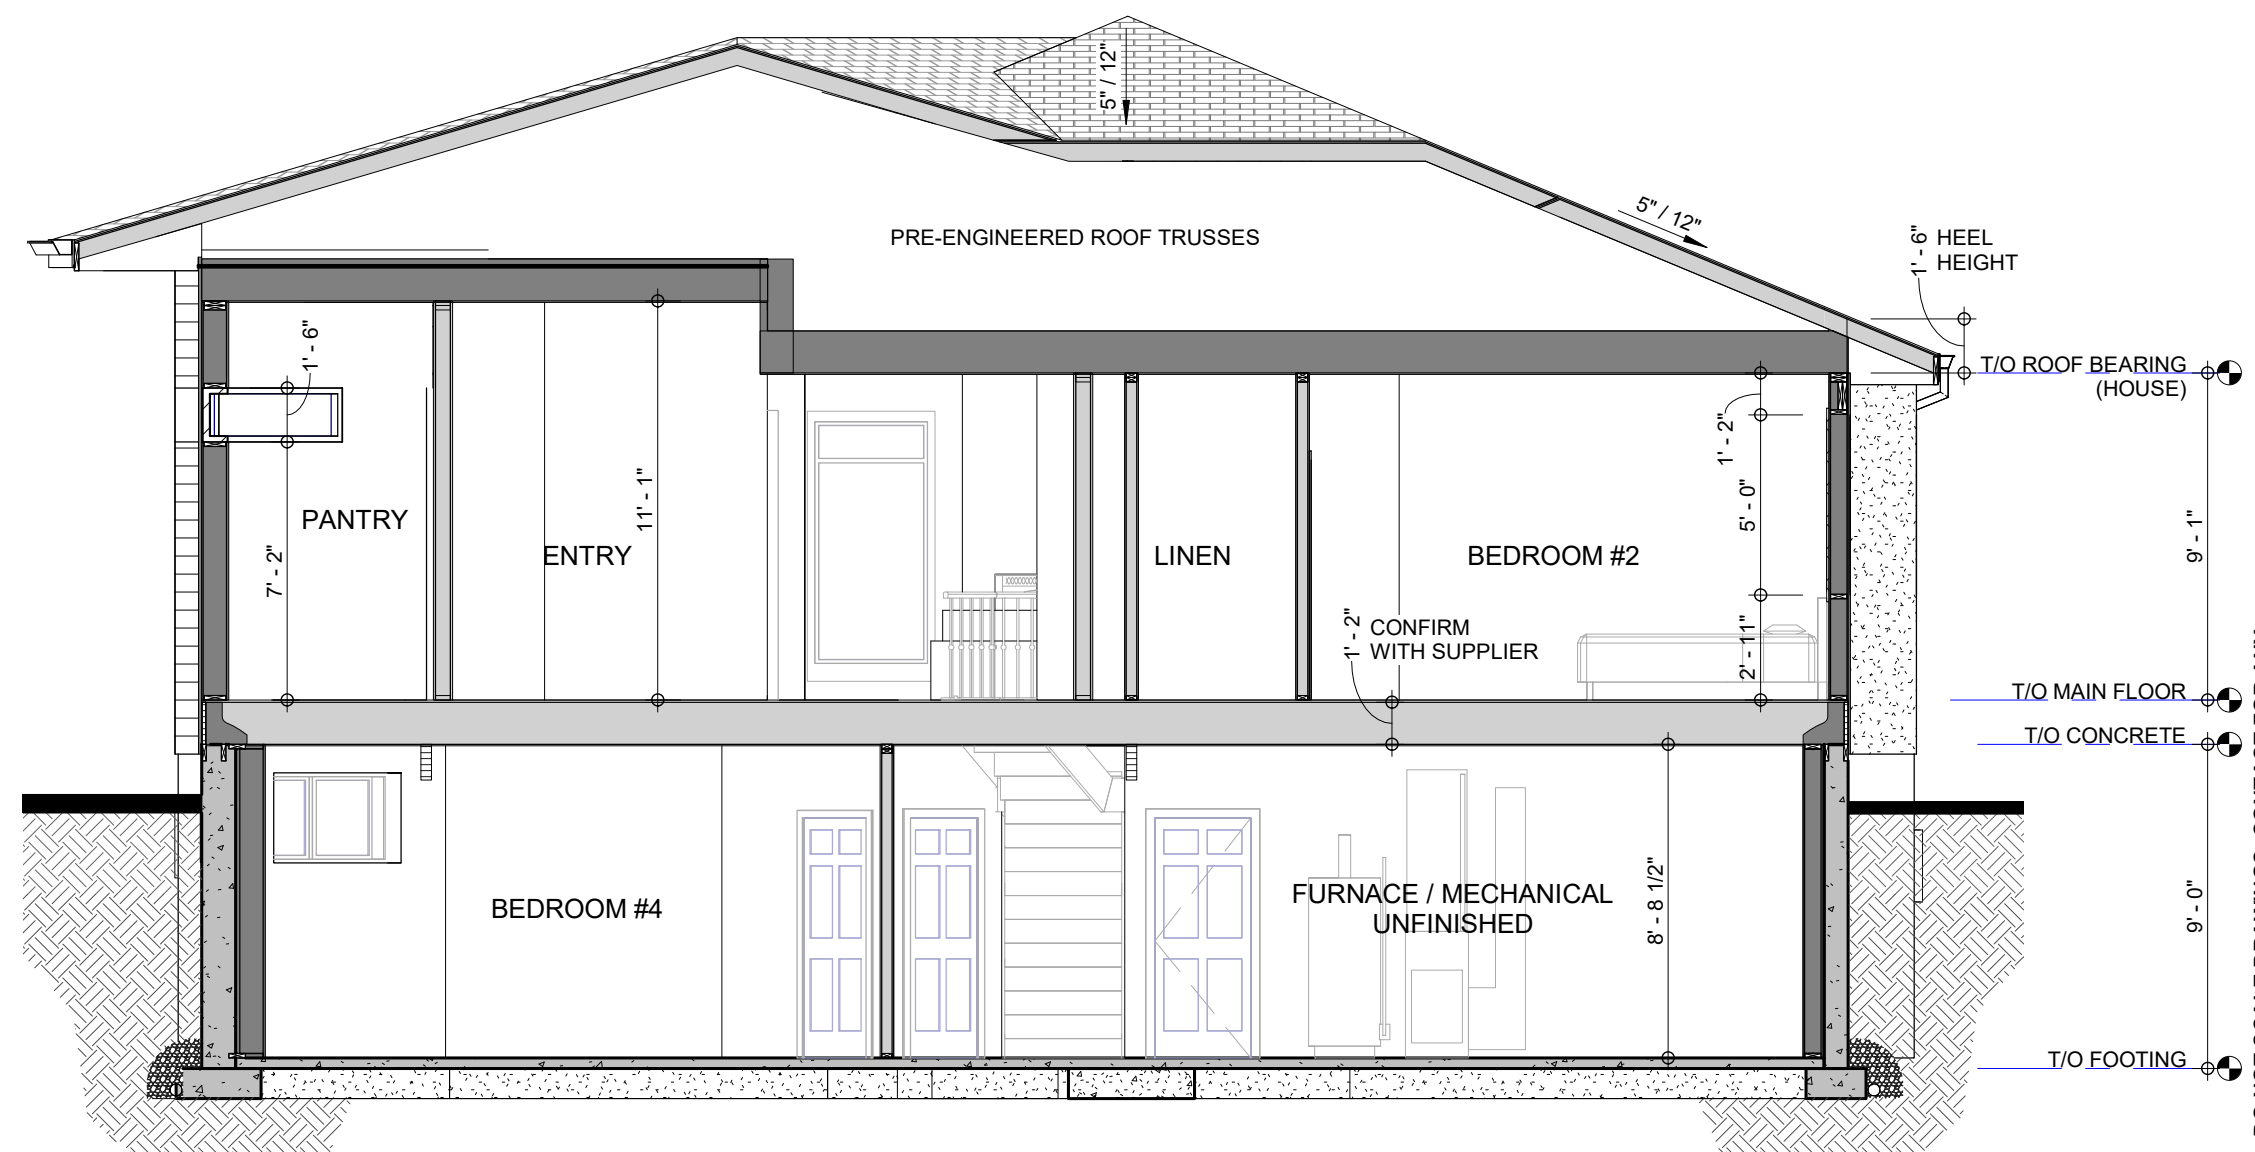 5" / 12"
PRE-ENGINEERED ROOF TRUSSES
5" / 12"
1' - 6"
HEEL
HEIGHT
T/O ROOF BEARING
(HOUSE)
1' - 6"
11' - 1"
7' - 2"
PANTRY
ENTRY
LINEN
BEDROOM #2
1' - 2"
5' - 0"
2' - 11"
9' - 1"
1' - 2"
CONFIRM
WITH SUPPLIER
T/O MAIN FLOOR
T/O CONCRETE
BEDROOM #4
FURNACE / MECHANICAL
UNFINISHED
8' - 8 1/2"
9' - 0"
T/O FOOTING